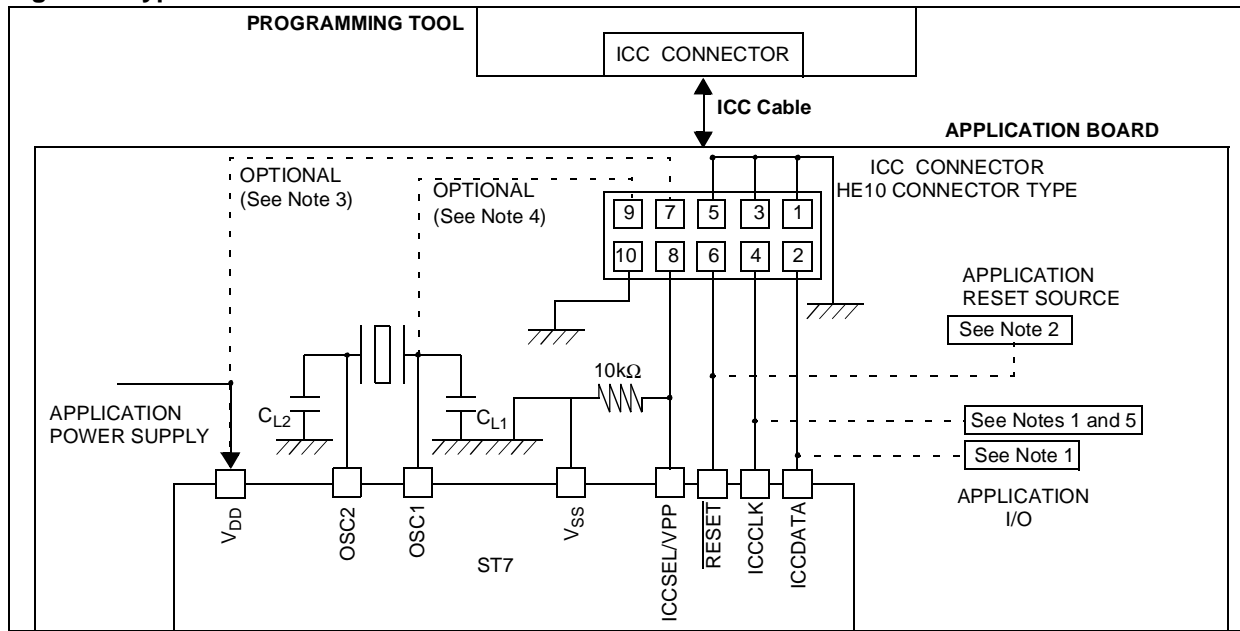 PROGRAMMING TOOL
ICC CONNECTOR
ICC Cable
APPLICATION BOARD
OPTIONAL
(See Note 3)
OPTIONAL
(See Note 4)
ICC CONNECTOR
HE10 CONNECTOR TYPE
9 7 5 3 1
10 8 6 4 2
APPLICATION
RESET SOURCE
See Note 2
10kΩ
APPLICATION
POWER SUPPLY
CL2
CL1
See Notes 1 and 5
See Note 1
APPLICATION
I/O
VDD
OSC2
OSC1
VSS
ICCSEL/VPP
RESET
ICCCLK
ICCDATA
ST7